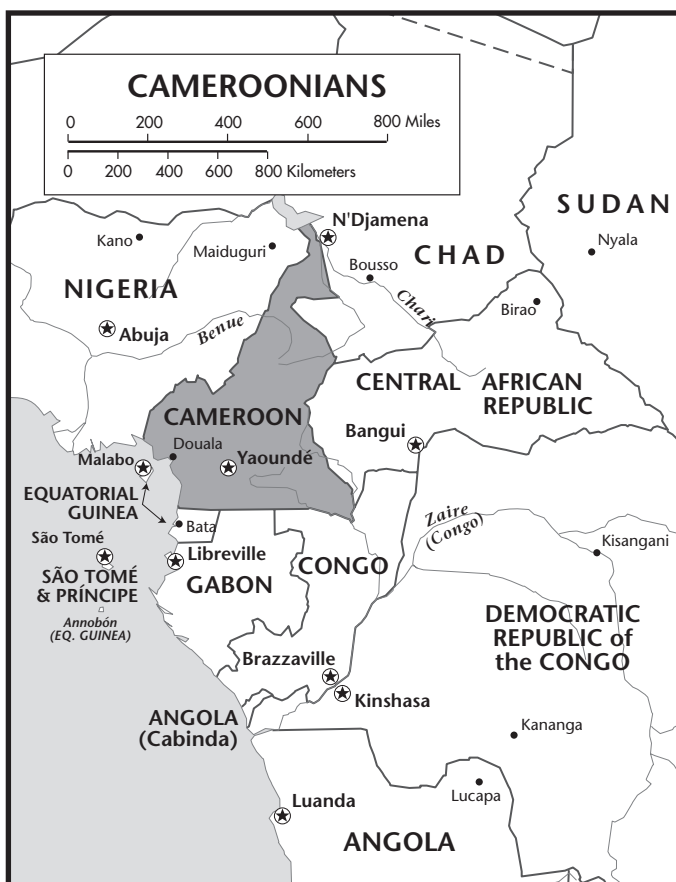 CAMEROONIANS
0 200 400 600 800 Miles
0 200 400 600 800 Kilometers
SUDAN
N'Djamena
Kano
Maiduguri
Nyala
CHAD
Bousso
NIGERIA
Chari
Birao
Abuja
Benue
CENTRAL AFRICAN
REPUBLIC
CAMEROON
Bangui
Douala
Malabo
Yaoundé
EQUATORIAL
GUINEA
Bata
Zaire
(Congo)
São Tomé
Kisangani
Libreville
CONGO
SÃO TOMÉ
& PRÍNCIPE
GABON
Annobón
(EQ. GUINEA)
DEMOCRATIC
REPUBLIC of
the CONGO
Brazzaville
Kinshasa
ANGOLA
(Cabinda)
Kananga
Luanda
Lucapa
ANGOLA